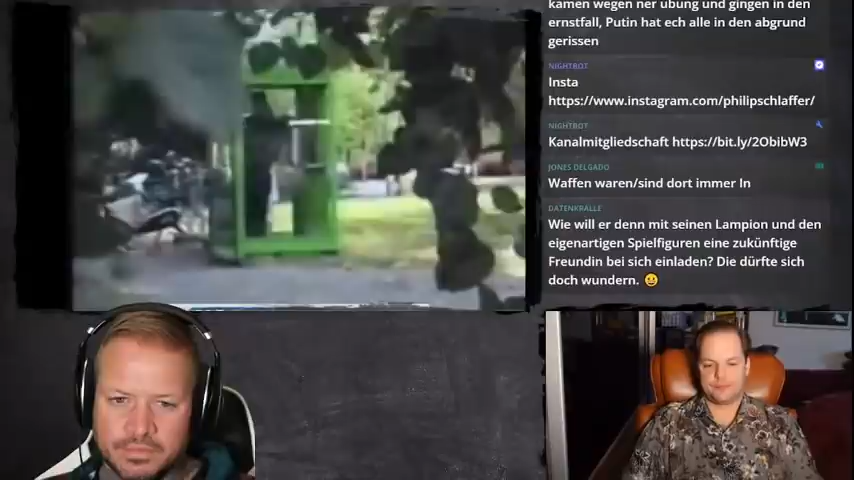 kamen wegen ner übung und gingen in den
ernstfall, Putin hat ech alle in den abgrund
gerissen
NIGHTBOT
Insta
https://www.instagram.com/philipschlaffer/
NIGHTBOT
Kanalmitgliedschaft https://bit.ly/2ObibW3
JONES DELGADO
Waffen waren/sind dort immer In
DATENKRALLE
Wie will er denn mit seinen Lampion und den
eigenartigen Spielfiguren eine zukünftige
Freundin bei sich einladen? Die dürfte sich
doch wundern. 😀